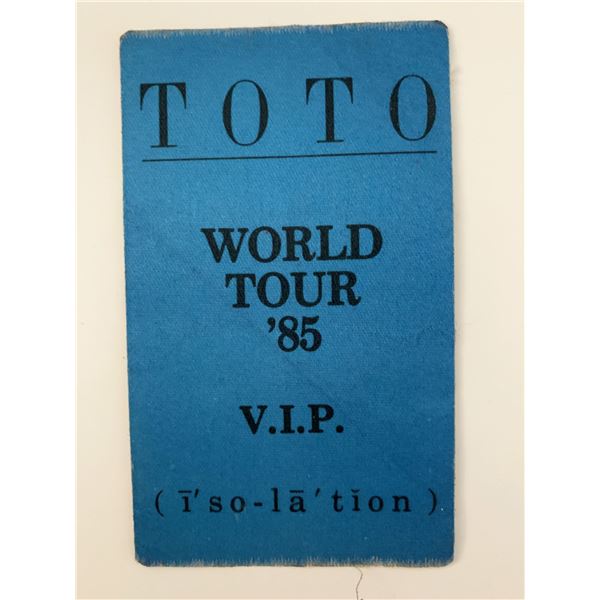 TOTO
WORLD
TOUR
'85
V.I.P.
(ī′so-lā′tion)